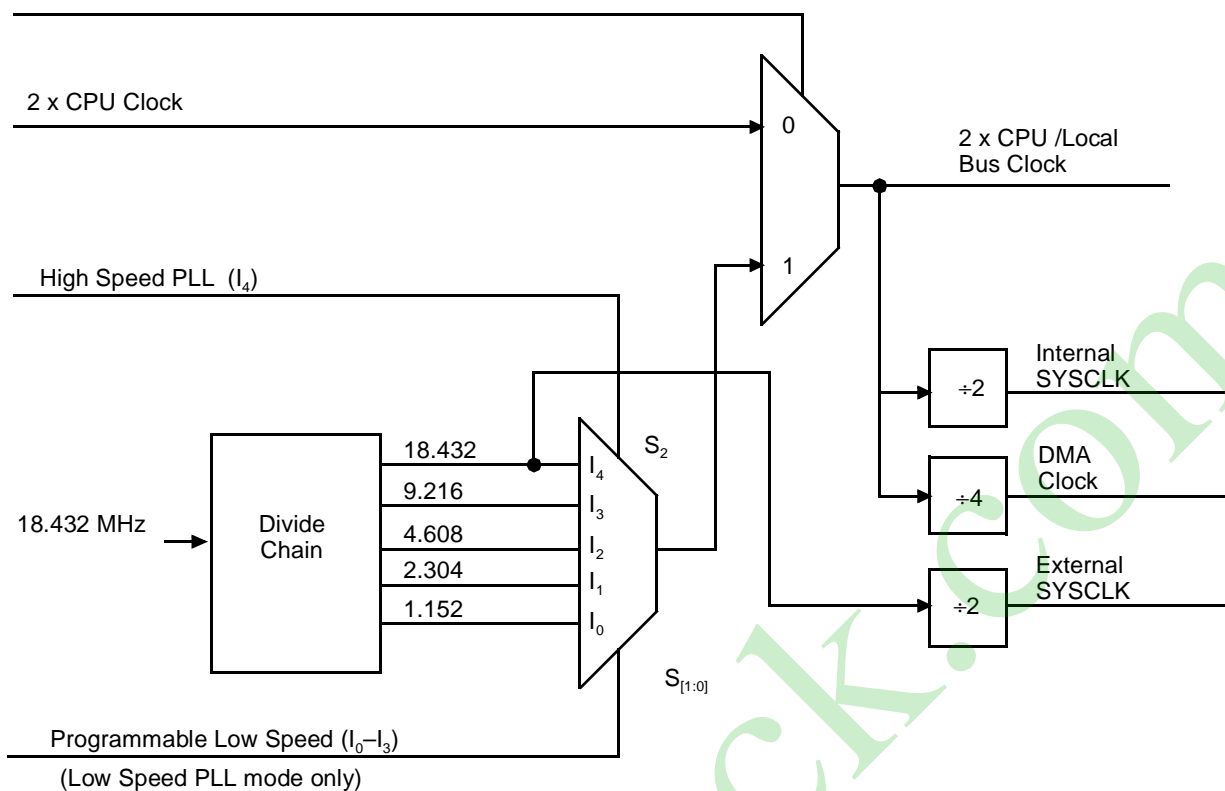 2 x CPU Clock
0
2 x CPU /Local
Bus Clock
High Speed PLL (I₄)
1
Internal
SYSCLK
÷2
18.432
S₂
I₄
DMA
Clock
9.216
I₃
÷4
18.432 MHz
Divide
Chain
4.608
I₂
2.304
I₁
External
SYSCLK
÷2
1.152
I₀
S[1:0]
Programmable Low Speed (I₀–I₃)
(Low Speed PLL mode only)
ck.com